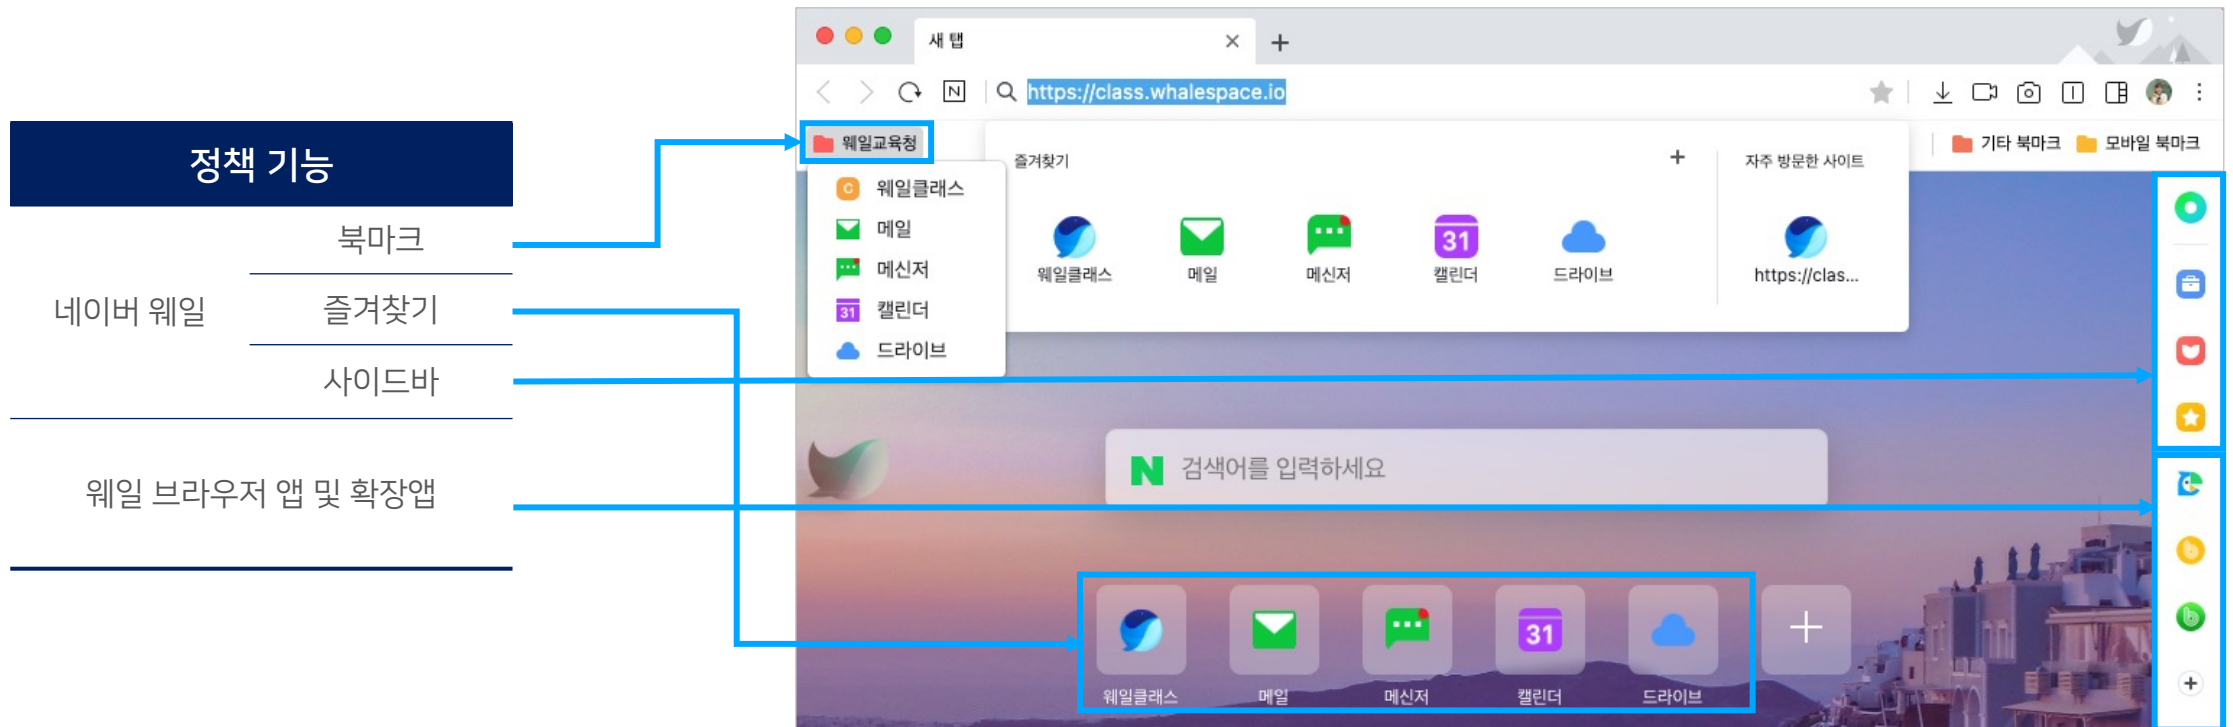 정책 기능
네이버 웨일
북마크
즐겨찾기
사이드바
웨일 브라우저 앱 및 확장앱
새 탭
N
https://class.whalespace.io
웨일교육청
기타 북마크
모바일 북마크
C 웨일클래스
메일
메신저
31 캘린더
드라이브
즐겨찾기
자주 방문한 사이트
31
웨일클래스
메일
메신저
캘린더
드라이브
https://clas...
N 검색어를 입력하세요
31
웨일클래스
메일
메신저
캘린더
드라이브
b
b